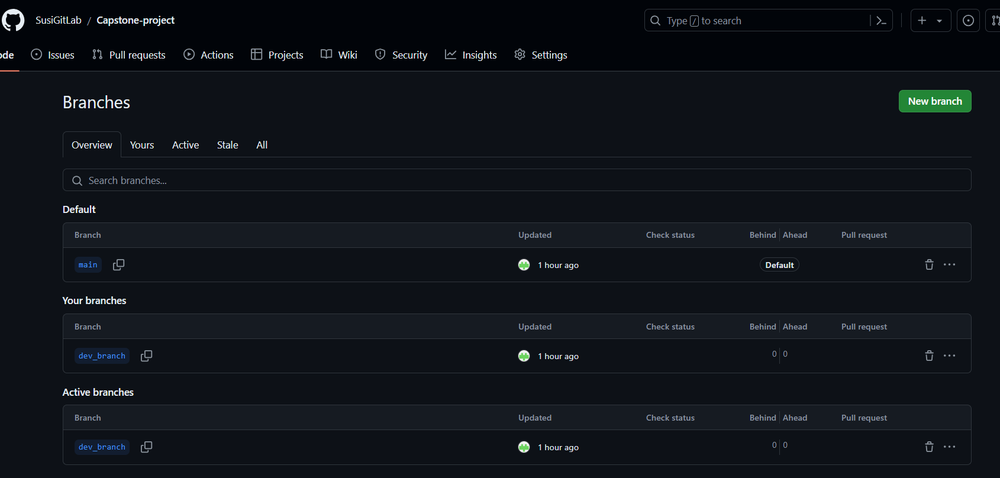 SusiGitLab / Capstone-project
Type / to search
ode Issues Pull requests Actions Projects Wiki Security Insights Settings
Branches
New branch
Overview Yours Active Stale All
Search branches...
Default
Branch Updated Check status Behind Ahead Pull request
main 1 hour ago Default
Your branches
Branch Updated Check status Behind Ahead Pull request
dev_branch 1 hour ago 0 0
Active branches
Branch Updated Check status Behind Ahead Pull request
dev_branch 1 hour ago 0 0